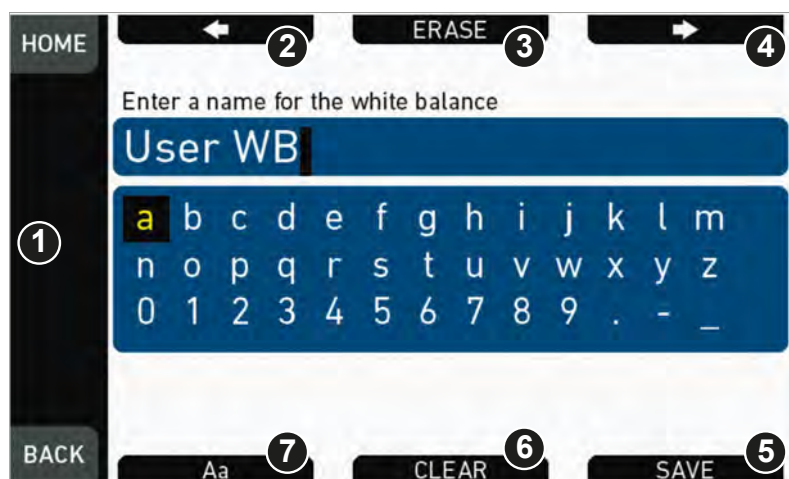 HOME
2
ERASE
3
4
Enter a name for the white balance
User WB
1
a b c d e f g h i j k l m
n o p q r s t u v w x y z
0 1 2 3 4 5 6 7 8 9 . - _
BACK
Aa
7
CLEAR
6
SAVE
5